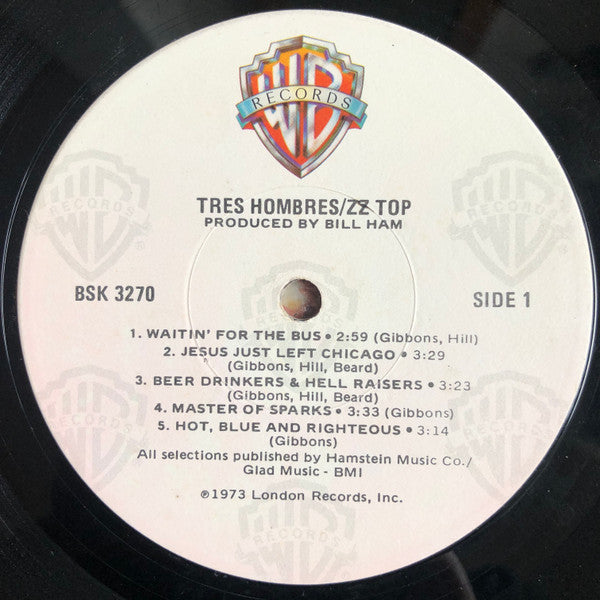 WB
RECORDS
TRES HOMBRES/ZZ TOP
PRODUCED BY BILL HAM
BSK 3270
SIDE 1
1. WAITIN' FOR THE BUS • 2:59 (Gibbons, Hill)
2. JESUS JUST LEFT CHICAGO • 3:29
(Gibbons, Hill, Beard)
3. BEER DRINKERS & HELL RAISERS • 3:23
(Gibbons, Hill, Beard)
4. MASTER OF SPARKS • 3:33 (Gibbons)
5. HOT, BLUE AND RIGHTEOUS • 3:14
(Gibbons)
All selections published by Hamstein Music Co./
Glad Music - BMI
℗1973 London Records, Inc.